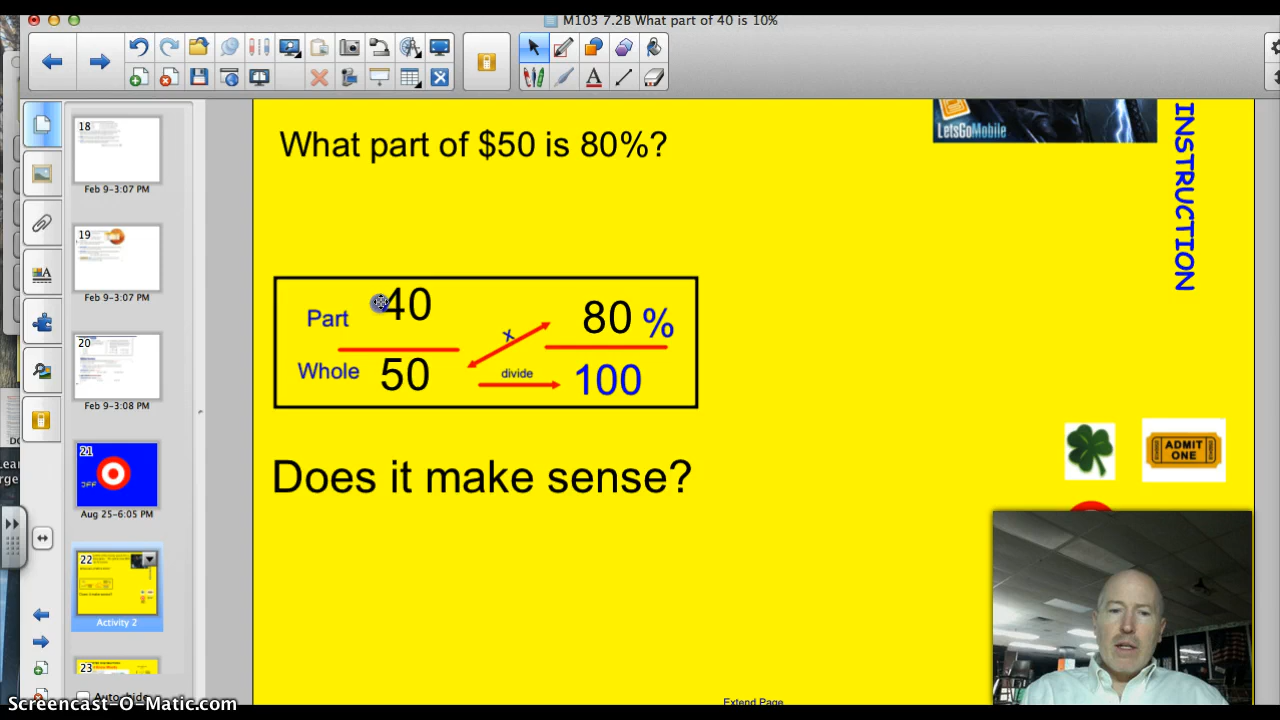 M103 7.2B What part of 40 is 10%
18
Feb 9-3:07 PM
19
Feb 9-3:07 PM
20
Feb 9-3:08 PM
21
OFF
Aug 25-6:05 PM
22
Activity 2
23
LetsGoMobile
INSTRUCTION
What part of $50 is 80%?
Part 40 x 80 %
Whole 50 divide 100
Does it make sense?
ADMIT
ONE
Extend Page
Screencast-O-Matic.com